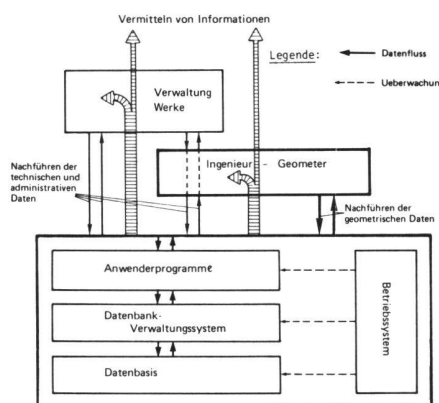 Vermitteln von Informationen
Legende:
Datenfluss
Ueberwachun
Verwaltung
Werke
Ingenieur - Geometer
Nachführen der
technischen und
administrativen
Daten
Nachführen der
geometrischen Daten
Anwenderprogramme
Datenbank-
Verwaltungssystem
Datenbasis
Betriebssystem